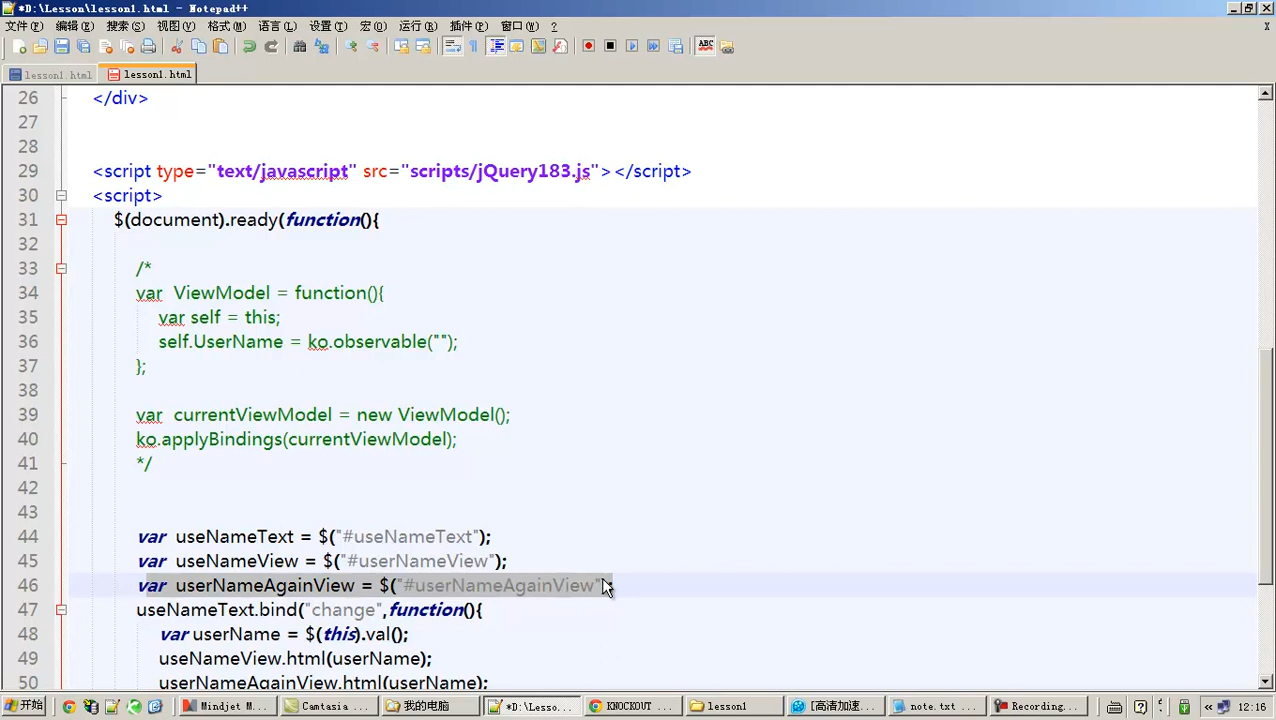 *D:\Lesson\lesson1.html - Notepad++
文件(F) 编辑(E) 搜索(S) 视图(V) 格式(M) 语言(L) 设置(T) 宏(O) 运行(R) 插件(P) 窗口(W) ?
lesson1.html lesson1.html
26 </div>
27
28
29 <script type="text/javascript" src="scripts/jQuery183.js"></script>
30 <script>
31 $(document).ready(function(){
32
33 /*
34 var ViewModel = function(){
35 var self = this;
36 self.UserName = ko.observable("");
37 };
38
39 var currentViewModel = new ViewModel();
40 ko.applyBindings(currentViewModel);
41 */
42
43
44 var useNameText = $("#useNameText");
45 var useNameView = $("#userNameView");
46 var userNameAgainView = $("#userNameAgainView");
47 useNameText.bind("change",function(){
48 var userName = $(this).val();
49 useNameView.html(userName);
50 userNameAgainView.html(userName);
开始 Mindjet M... Camtasia ... 我的电脑 *D:\Lesso... KNOCKOUT ... lesson1 [高清加速... note.txt ... Recording... 12:16